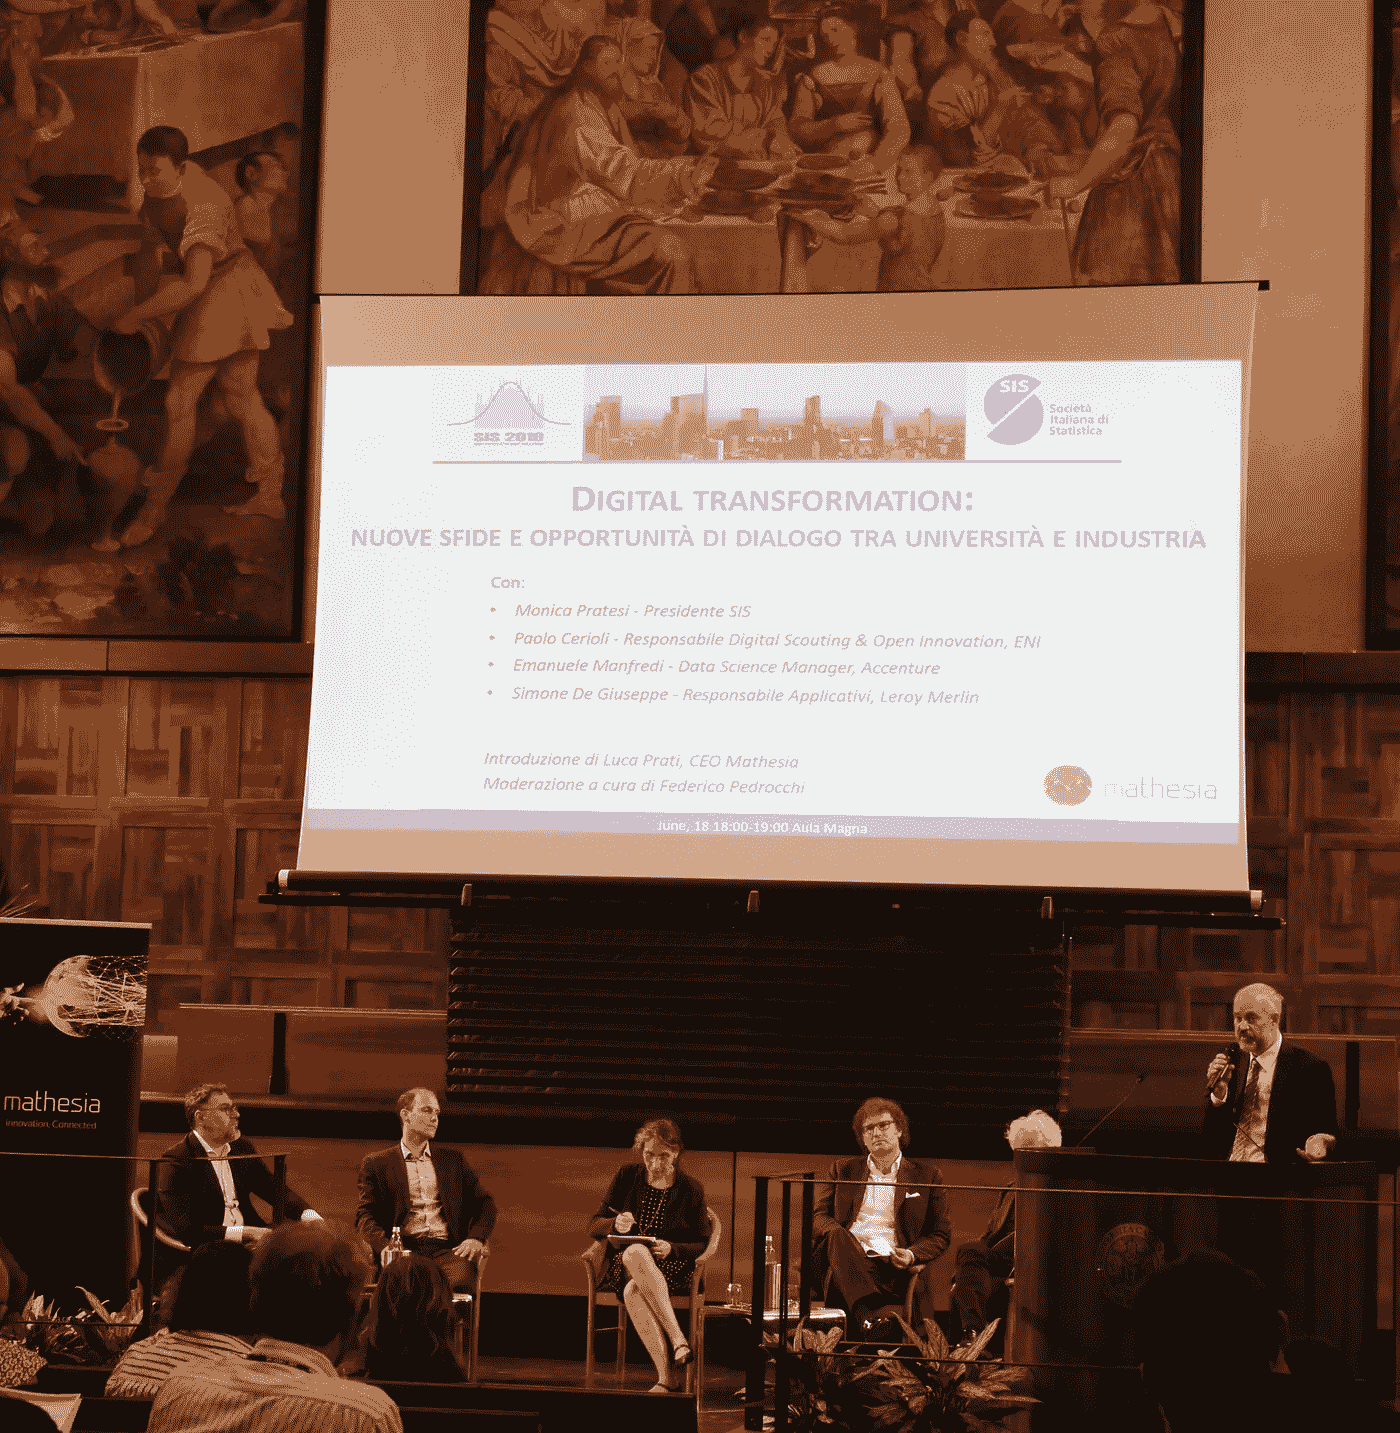 SIS 2018
SIS
Società
Italiana di
Statistica
DIGITAL TRANSFORMATION:
NUOVE SFIDE E OPPORTUNITÀ DI DIALOGO TRA UNIVERSITÀ E INDUSTRIA
Con:
• Monica Pratesi - Presidente SIS
• Paolo Cerioli - Responsabile Digital Scouting & Open Innovation, ENI
• Emanuele Manfredi - Data Science Manager, Accenture
• Simone De Giuseppe - Responsabile Applicativi, Leroy Merlin
Introduzione di Luca Prati, CEO Mathesia
Moderazione a cura di Federico Pedrocchi
mathesia
June, 18 18:00-19:00 Aula Magna
mathesia
innovation, Connected